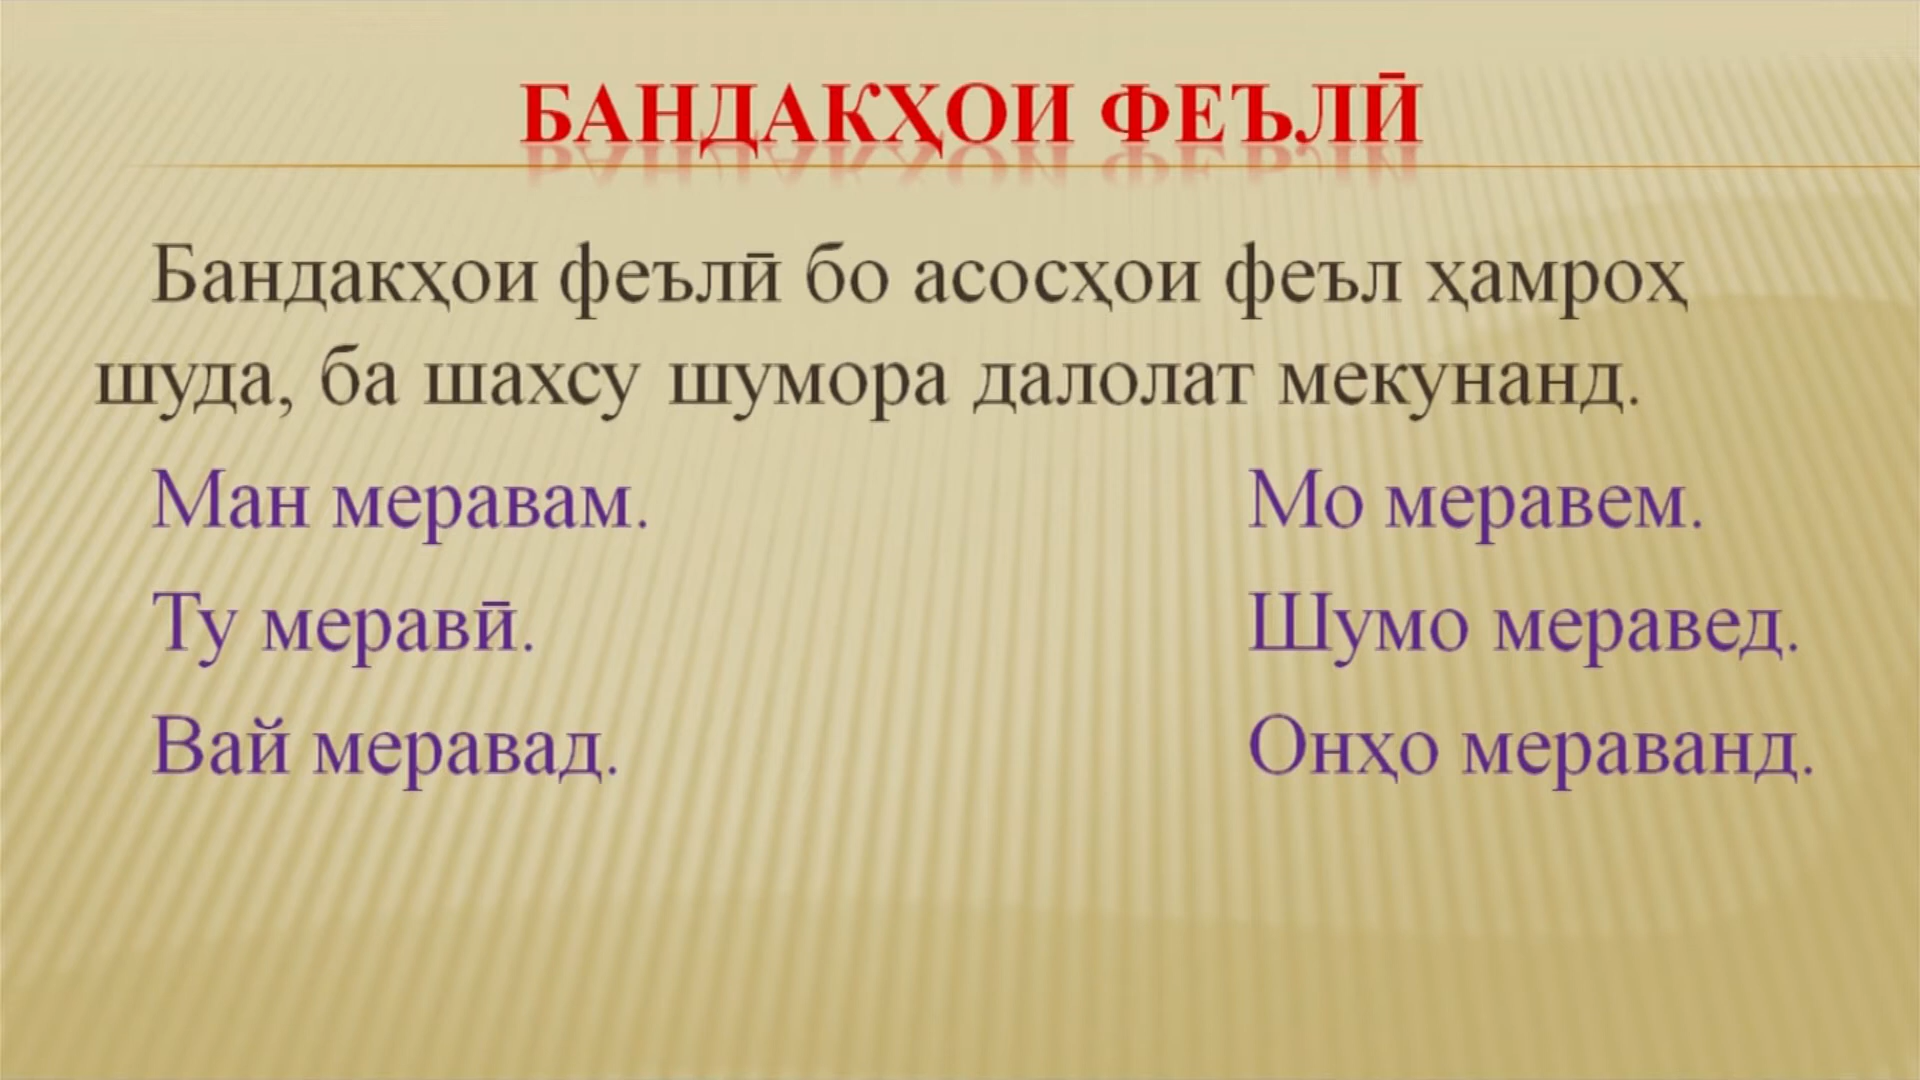 БАНДАКҲОИ ФЕЪЛӢ
Бандакҳои феълӣ бо асосҳои феъл ҳамроҳ
шуда, ба шахсу шумора далолат мекунанд.
Ман меравам. Мо меравем.
Ту меравӣ. Шумо меравед.
Вай меравад. Онҳо мераванд.